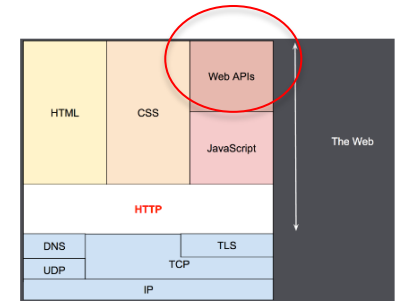 Web APIs
HTML
CSS
JavaScript
The Web
HTTP
DNS
TLS
UDP
TCP
IP